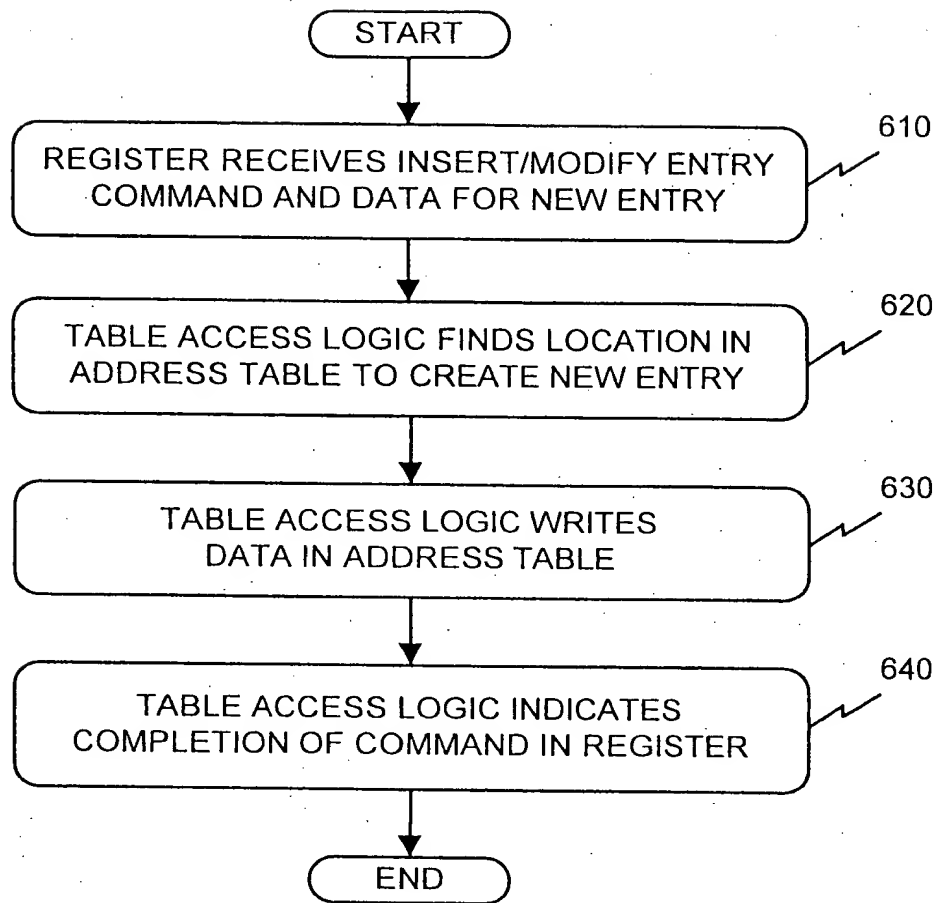 START
610
REGISTER RECEIVES INSERT/MODIFY ENTRY
COMMAND AND DATA FOR NEW ENTRY
620
TABLE ACCESS LOGIC FINDS LOCATION IN
ADDRESS TABLE TO CREATE NEW ENTRY
630
TABLE ACCESS LOGIC WRITES
DATA IN ADDRESS TABLE
640
TABLE ACCESS LOGIC INDICATES
COMPLETION OF COMMAND IN REGISTER
END